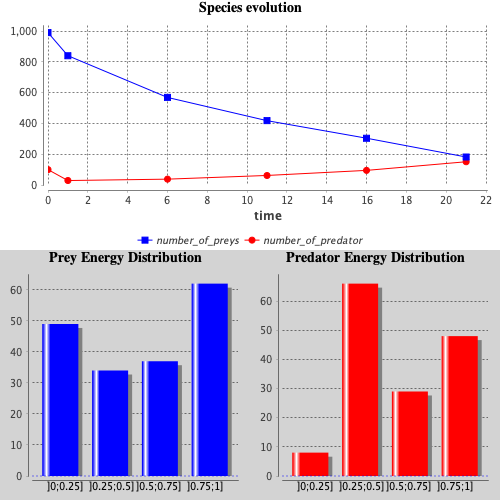 Species evolution
1,000
800
600
400
200
0
0 2 4 6 8 10 12 14 16 18 20 22
time
number_of_preys number_of_predator
Prey Energy Distribution
60
50
40
30
20
10
0
]0;0.25] ]0.25;0.5] ]0.5;0.75] ]0.75;1]
Predator Energy Distribution
60
50
40
30
20
10
0
]0;0.25] ]0.25;0.5] ]0.5;0.75] ]0.75;1]